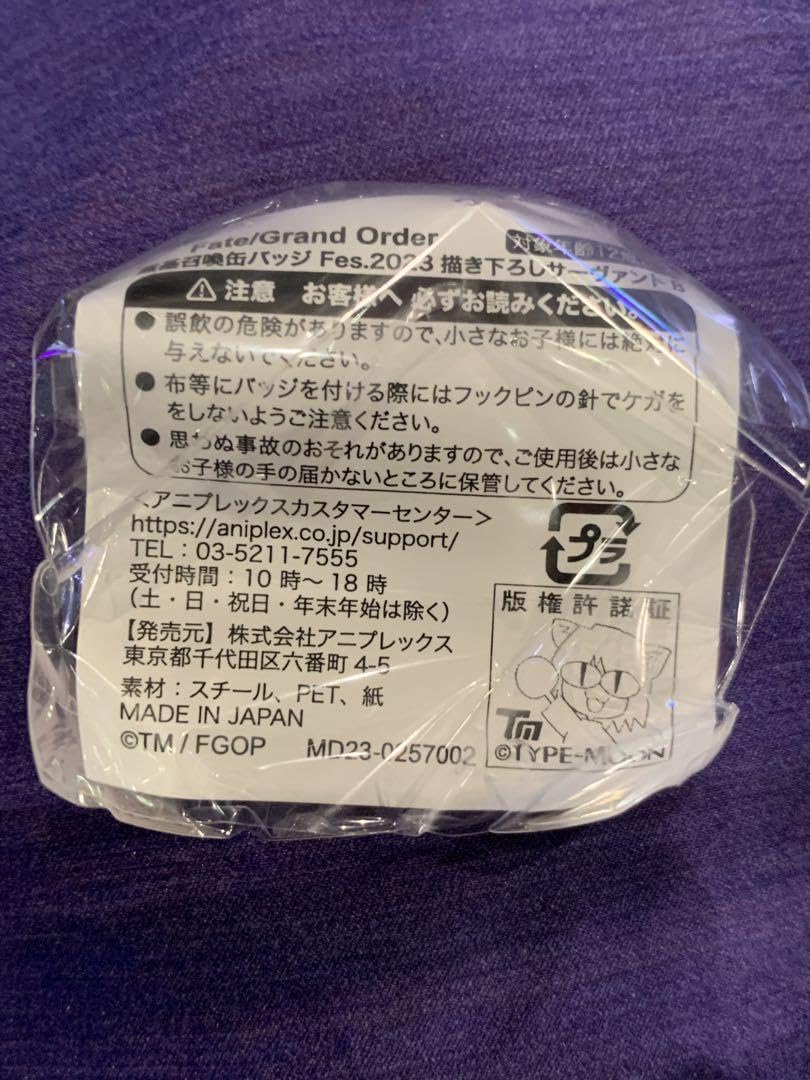 Fate/Grand Order
対象年齢12
召喚缶バッジ Fes.2023 描き下ろしサーヴァント B
注意 お客様へ 必ずお読みください。
● 誤飲の危険がありますので、小さなお子様には絶対に
与えないでください。
● 布等にバッジを付ける際にはフックピンの針でケガを
をしないようご注意ください。
● 思わぬ事故のおそれがありますので、ご使用後は小さな
お子様の手の届かないところに保管してください。
<アニプレックスカスタマーセンター>
https://aniplex.co.jp/support/
TEL：03-5211-7555
受付時間：10 時～ 18 時
（土・日・祝日・年末年始は除く）
【発売元】株式会社アニプレックス
東京都千代田区六番町 4-5
素材：スチール、PET、紙
MADE IN JAPAN
©TM / FGOP MD23-0257002
プラ
版権許諾証
TM
©TYPE-MOON